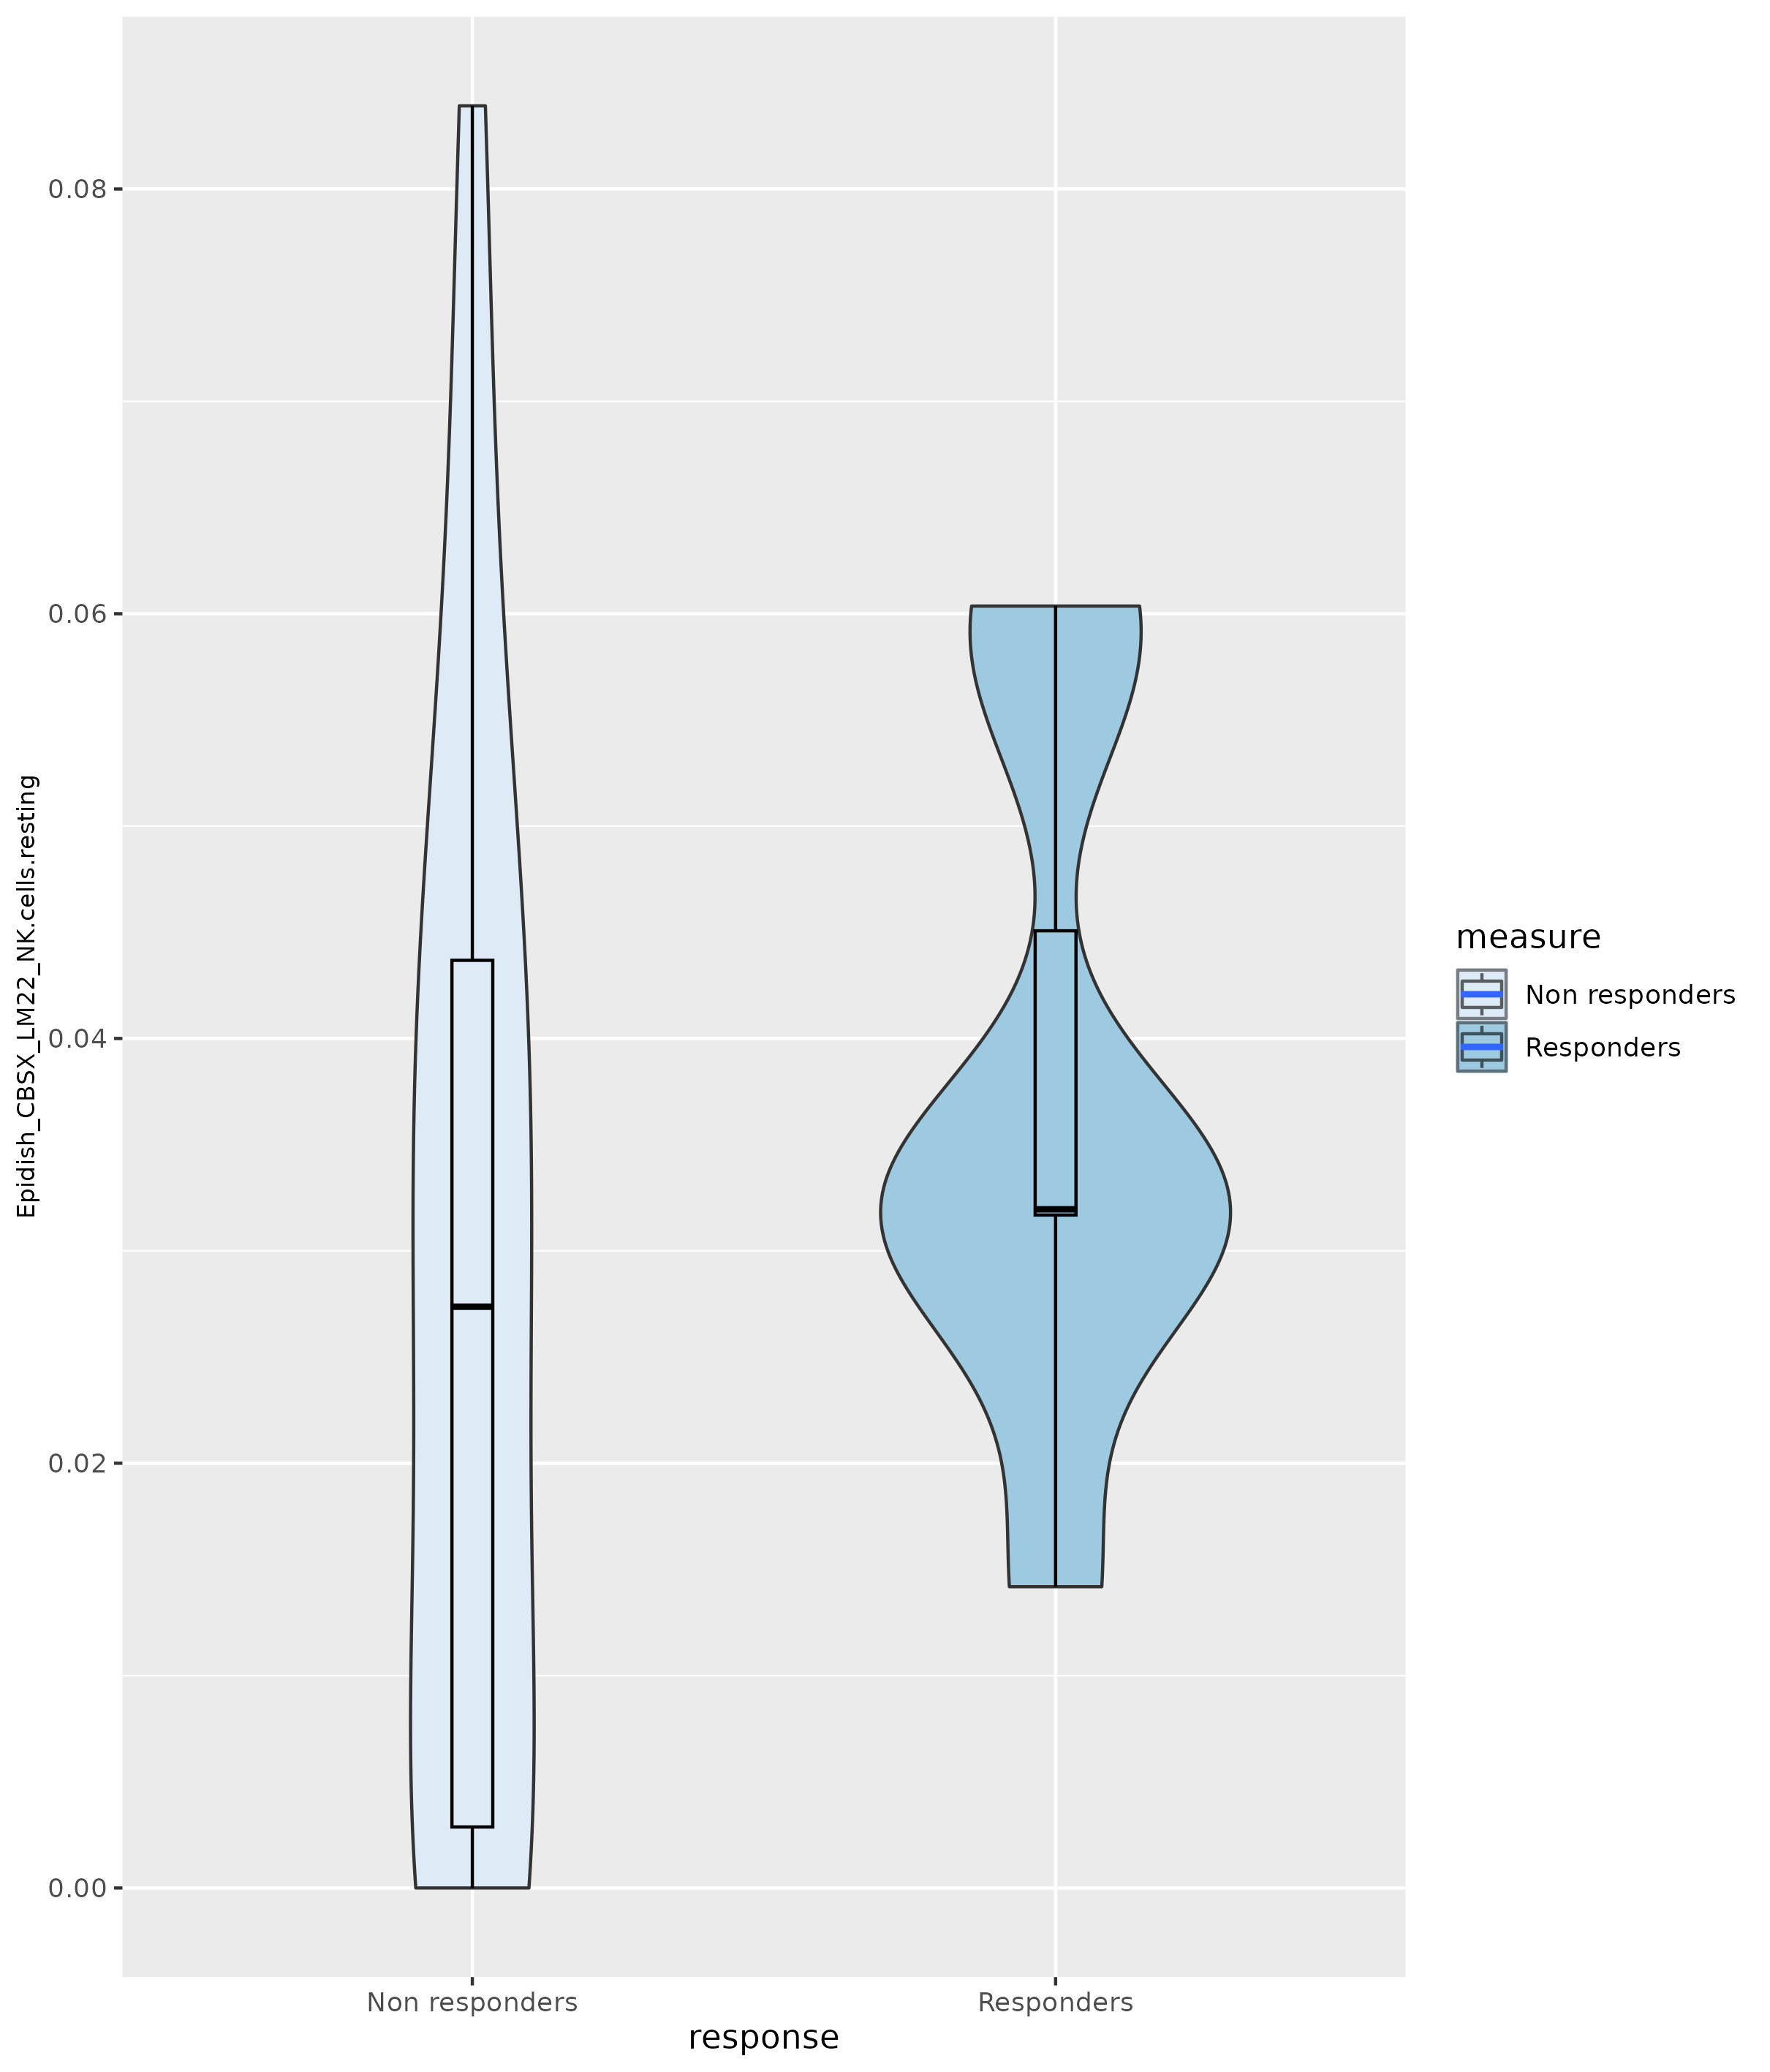 Epidish_CBSX_LM22_NK.cells.resting
0.08
0.06
0.04
0.02
0.00
Non responders
Responders
response
measure
Non responders
Responders